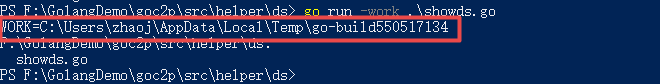 PS F:\GolangDemo\goc2p\src\helper\ds> go run -work .\showds.go
WORK=C:\Users\zhaoj\AppData\Local\Temp\go-build550517134
F:\GolangDemo\goc2p\src\helper\ds:
showds.go
PS F:\GolangDemo\goc2p\src\helper\ds>